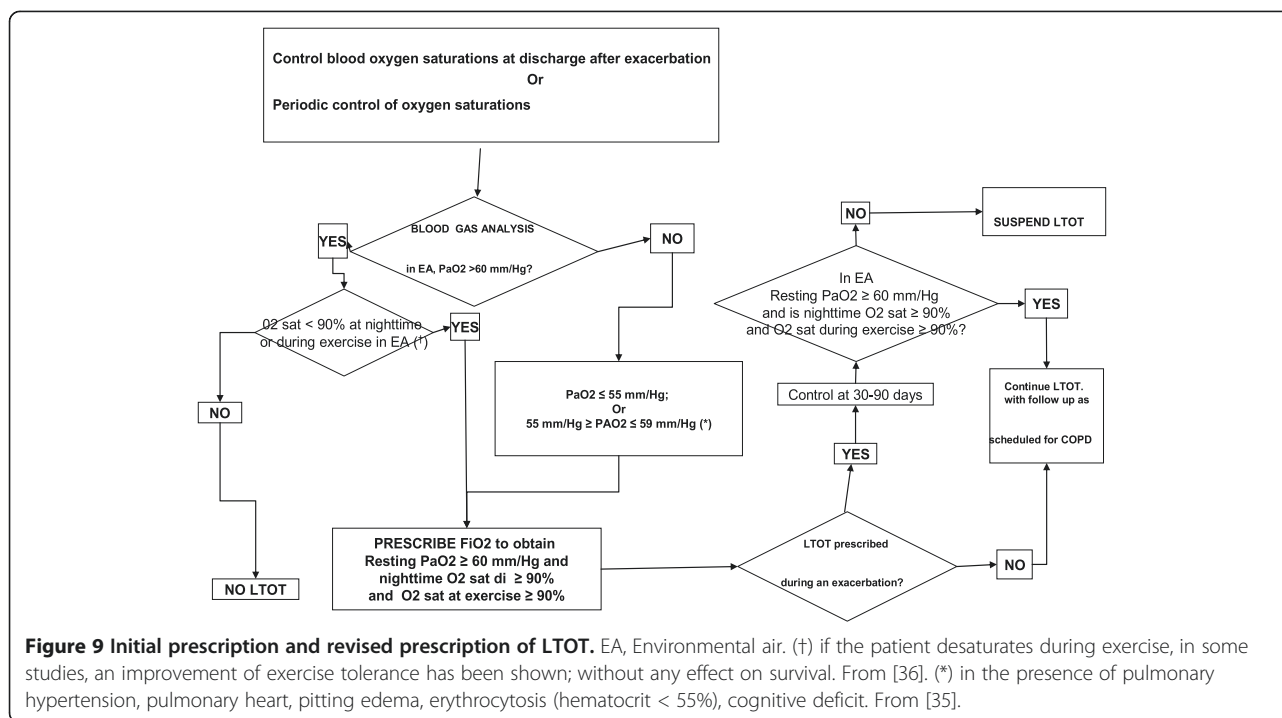 Control blood oxygen saturations at discharge after exacerbation
Or
Periodic control of oxygen saturations
BLOOD GAS ANALYSIS
in EA, PaO2 >60 mm/Hg?
YES
NO
02 sat < 90% at nighttime
or during exercise in EA (†)
YES
NO
NO LTOT
PaO2 ≤ 55 mm/Hg;
Or
55 mm/Hg ≥ PAO2 ≤ 59 mm/Hg (*)
PRESCRIBE FiO2 to obtain
Resting PaO2 ≥ 60 mm/Hg and
nighttime O2 sat di ≥ 90%
and O2 sat at exercise ≥ 90%
LTOT prescribed
during an exacerbation?
YES
NO
Control at 30-90 days
In EA
Resting PaO2 ≥ 60 mm/Hg
and is nighttime O2 sat ≥ 90%
and O2 sat during exercise ≥ 90%?
NO
SUSPEND LTOT
YES
Continue LTOT.
with follow up as
scheduled for COPD
Figure 9 Initial prescription and revised prescription of LTOT. EA, Environmental air. (†) if the patient desaturates during exercise, in some
studies, an improvement of exercise tolerance has been shown; without any effect on survival. From [36]. (*) in the presence of pulmonary
hypertension, pulmonary heart, pitting edema, erythrocytosis (hematocrit < 55%), cognitive deficit. From [35].